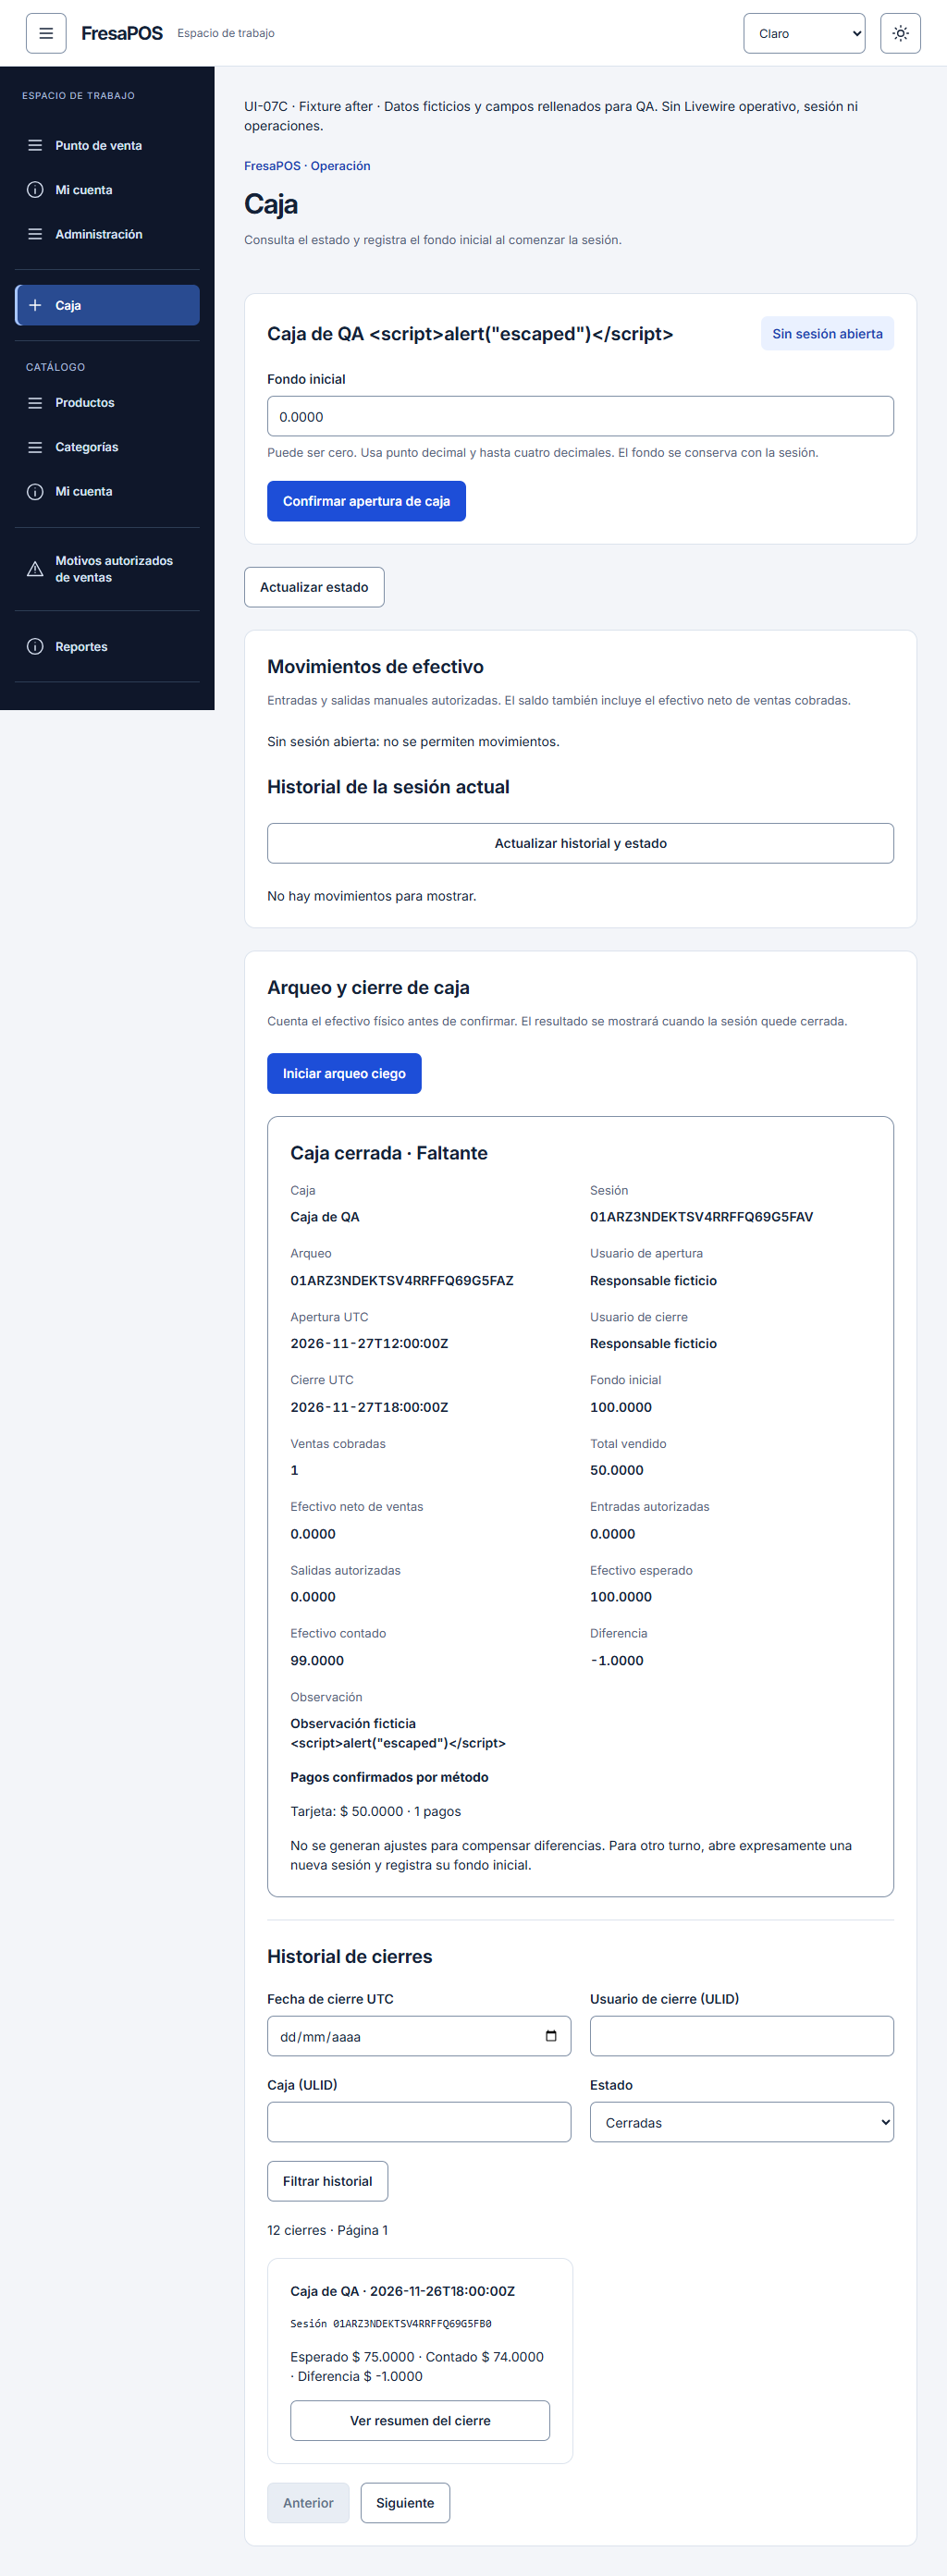 FresaPOS
Espacio de trabajo
Claro
ESPACIO DE TRABAJO
Punto de venta
Mi cuenta
Administración
Caja
CATÁLOGO
Productos
Categorías
Mi cuenta
Motivos autorizados
de ventas
Reportes
UI-07C · Fixture after · Datos ficticios y campos rellenados para QA. Sin Livewire operativo, sesión ni
operaciones.
FresaPOS · Operación
Caja
Consulta el estado y registra el fondo inicial al comenzar la sesión.
Caja de QA <script>alert("escaped")</script>
Sin sesión abierta
Fondo inicial
0.0000
Puede ser cero. Usa punto decimal y hasta cuatro decimales. El fondo se conserva con la sesión.
Confirmar apertura de caja
Actualizar estado
Movimientos de efectivo
Entradas y salidas manuales autorizadas. El saldo también incluye el efectivo neto de ventas cobradas.
Sin sesión abierta: no se permiten movimientos.
Historial de la sesión actual
Actualizar historial y estado
No hay movimientos para mostrar.
Arqueo y cierre de caja
Cuenta el efectivo físico antes de confirmar. El resultado se mostrará cuando la sesión quede cerrada.
Iniciar arqueo ciego
Caja cerrada · Faltante
Caja
Caja de QA
Sesión
01ARZ3NDEKTSV4RRFFQ69G5FAV
Arqueo
01ARZ3NDEKTSV4RRFFQ69G5FAZ
Usuario de apertura
Responsable ficticio
Apertura UTC
2026-11-27T12:00:00Z
Usuario de cierre
Responsable ficticio
Cierre UTC
2026-11-27T18:00:00Z
Fondo inicial
100.0000
Ventas cobradas
1
Total vendido
50.0000
Efectivo neto de ventas
0.0000
Entradas autorizadas
0.0000
Salidas autorizadas
0.0000
Efectivo esperado
100.0000
Efectivo contado
99.0000
Diferencia
-1.0000
Observación
Observación ficticia
<script>alert("escaped")</script>
Pagos confirmados por método
Tarjeta: $ 50.0000 · 1 pagos
No se generan ajustes para compensar diferencias. Para otro turno, abre expresamente una
nueva sesión y registra su fondo inicial.
Historial de cierres
Fecha de cierre UTC
dd/mm/aaaa
Usuario de cierre (ULID)
Caja (ULID)
Estado
Cerradas
Filtrar historial
12 cierres · Página 1
Caja de QA · 2026-11-26T18:00:00Z
Sesión 01ARZ3NDEKTSV4RRFFQ69G5FB0
Esperado $ 75.0000 · Contado $ 74.0000
· Diferencia $ -1.0000
Ver resumen del cierre
Anterior
Siguiente